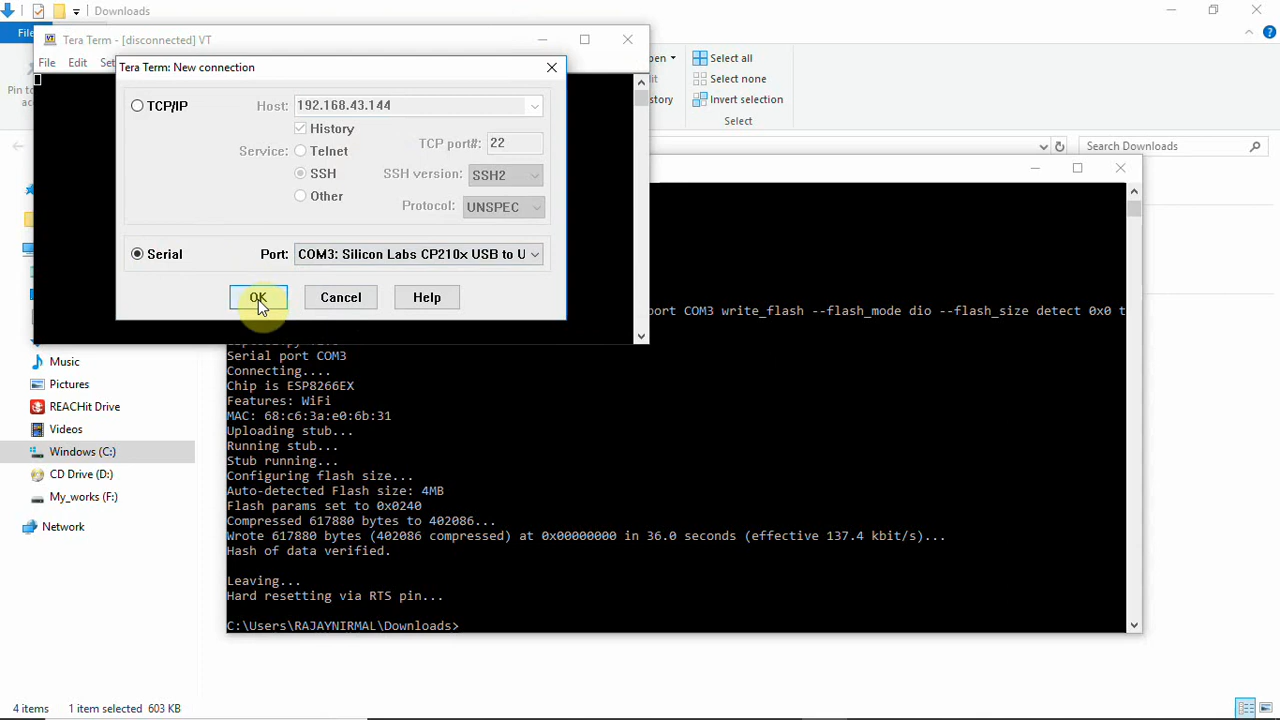 Downloads
File
Tera Term - [disconnected] VT
File Edit
Tera Term: New connection
TCP/IP Host: 192.168.43.144
History
Service: Telnet TCP port#: 22
SSH SSH version: SSH2
Other Protocol: UNSPEC
Serial Port: COM3: Silicon Labs CP210x USB to U
OK Cancel Help
Select all
Select none
Invert selection
Select
Search Downloads
port COM3 write_flash --flash_mode dio --flash_size detect 0x0 t
Serial port COM3
Connecting....
Chip is ESP8266EX
Features: WiFi
MAC: 68:c6:3a:e0:6b:31
Uploading stub...
Running stub...
Stub running...
Configuring flash size...
Auto-detected Flash size: 4MB
Flash params set to 0x0240
Compressed 617880 bytes to 402086...
Wrote 617880 bytes (402086 compressed) at 0x00000000 in 36.0 seconds (effective 137.4 kbit/s)...
Hash of data verified.
Leaving...
Hard resetting via RTS pin...
C:\Users\RAJAYNIRMAL\Downloads>
Music
Pictures
REACHit Drive
Videos
Windows (C:)
CD Drive (D:)
My_works (F:)
Network
4 items 1 item selected 603 KB